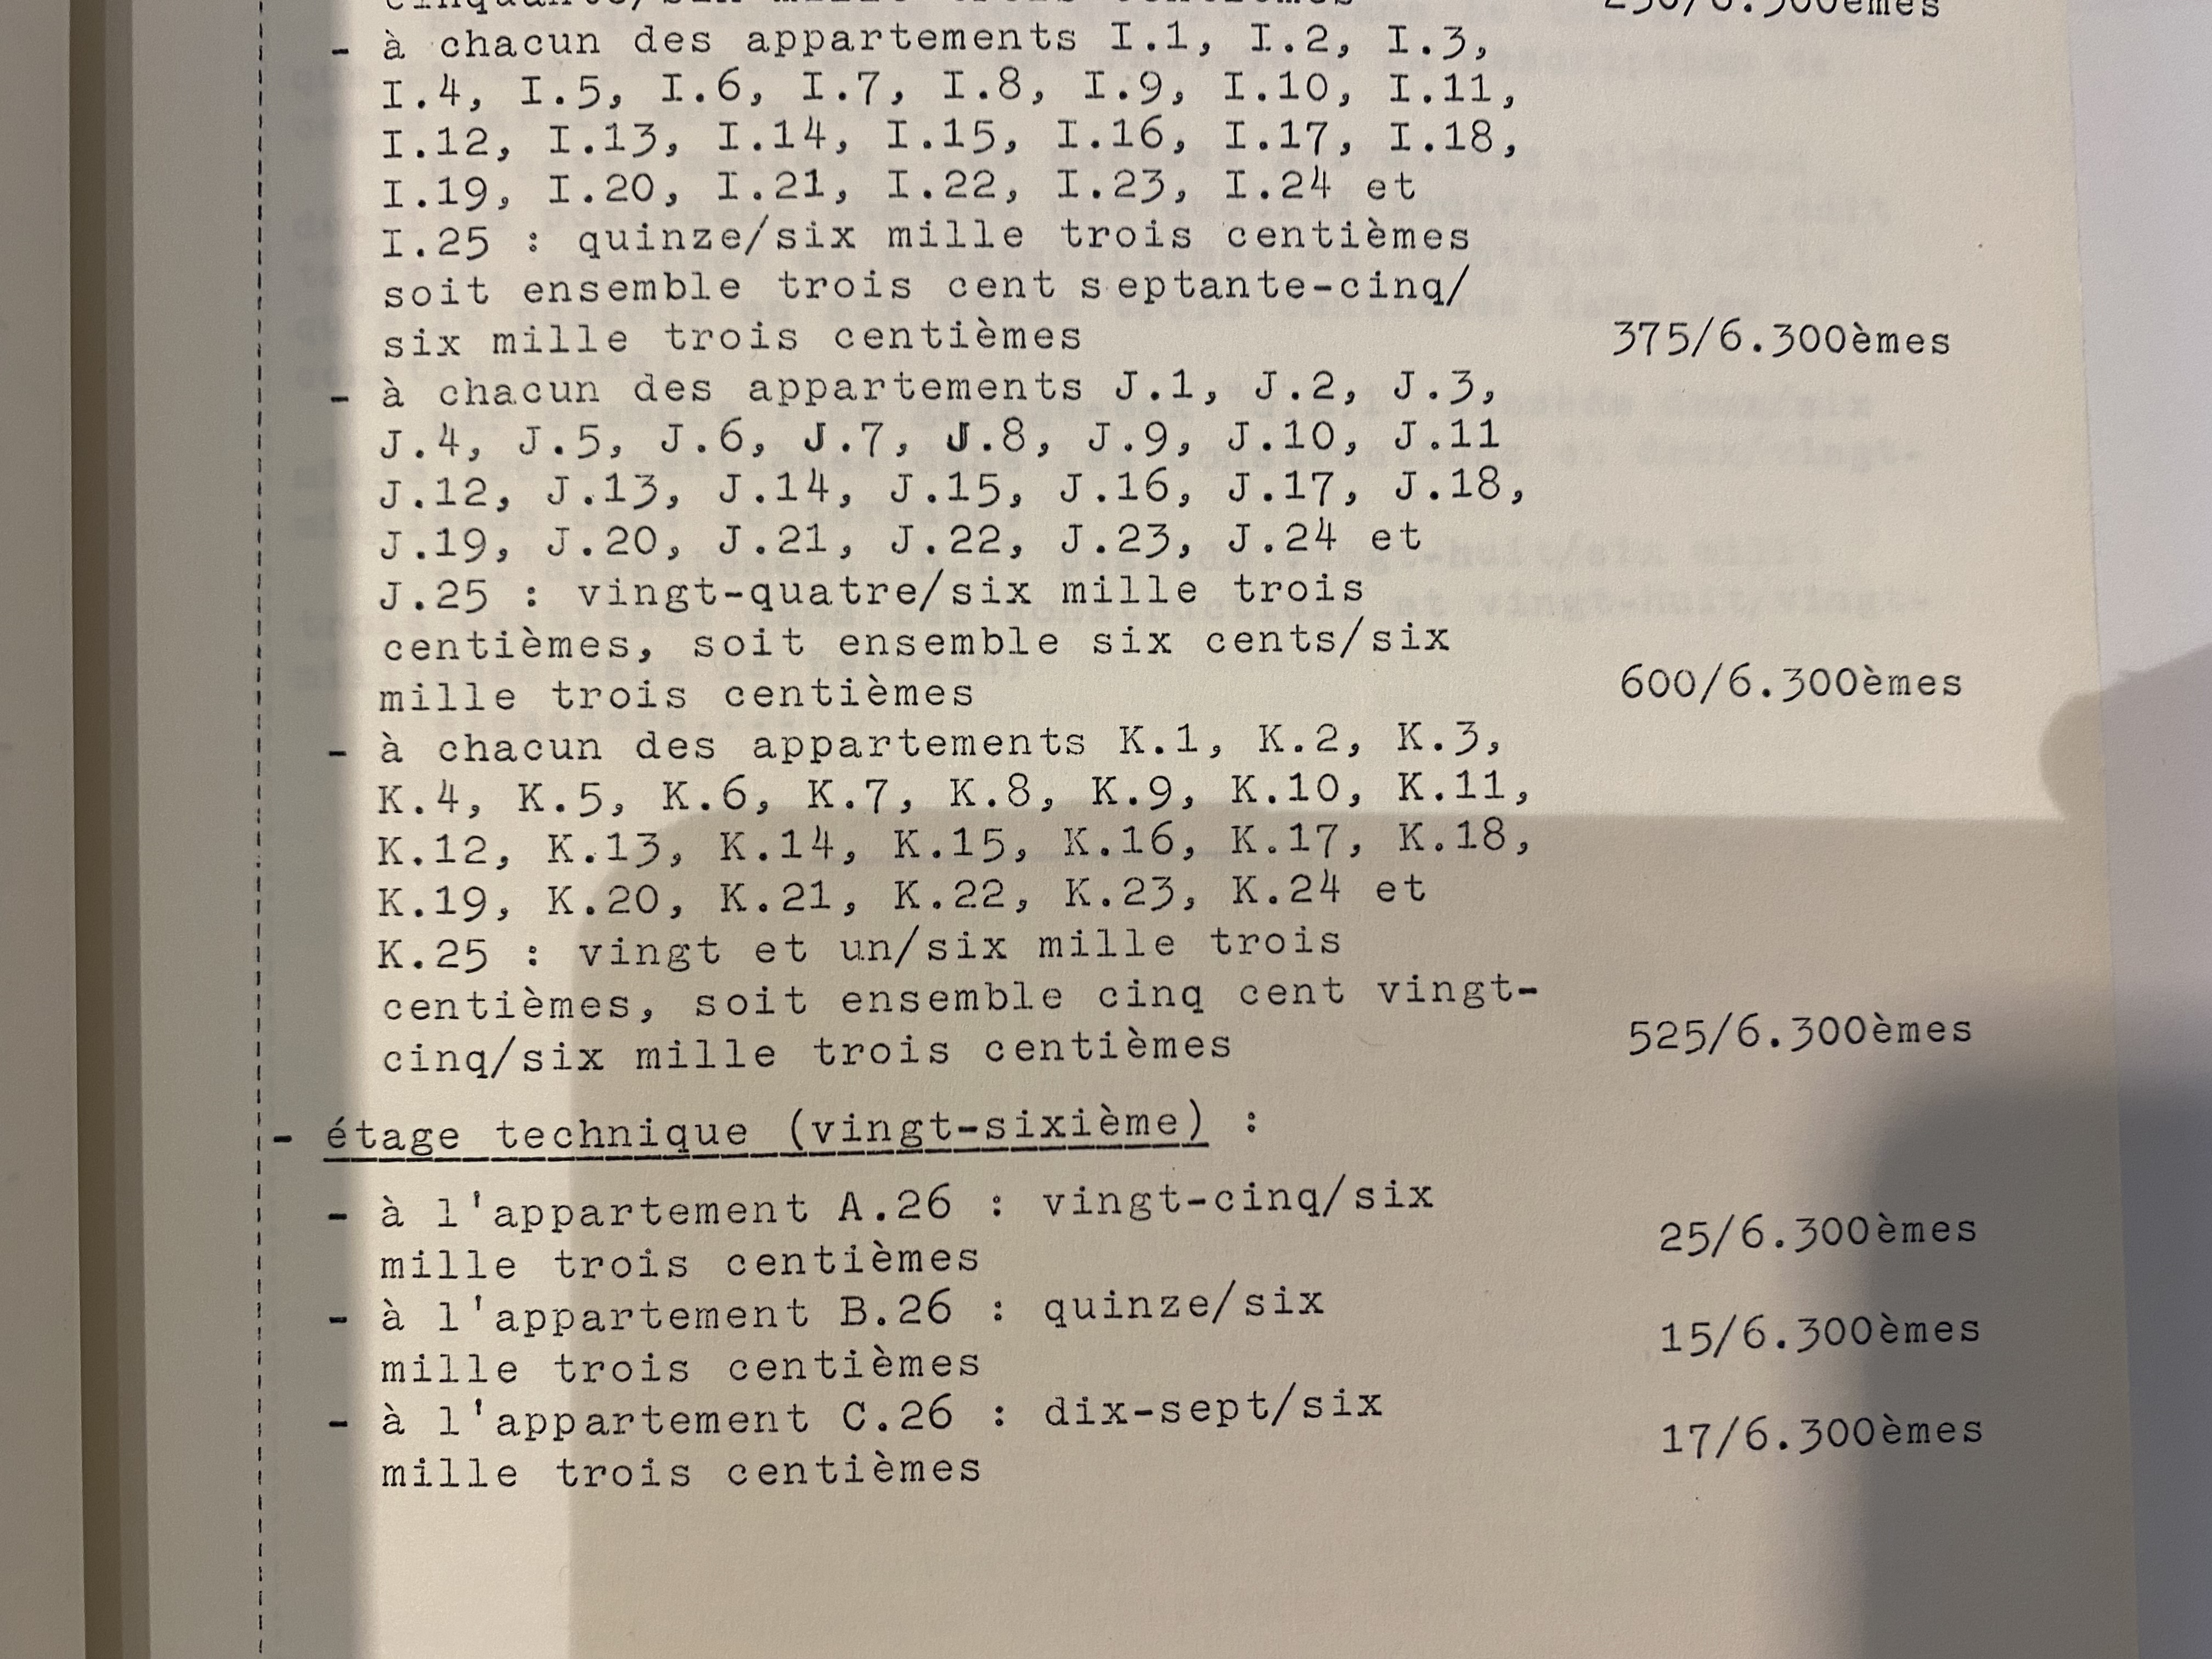 cinquante/six mille trois centièmes 250/6.300èmes
- à chacun des appartements I.1, I.2, I.3,
I.4, I.5, I.6, I.7, I.8, I.9, I.10, I.11,
I.12, I.13, I.14, I.15, I.16, I.17, I.18,
I.19, I.20, I.21, I.22, I.23, I.24 et
I.25 : quinze/six mille trois centièmes
soit ensemble trois cent septante-cinq/
six mille trois centièmes 375/6.300èmes
- à chacun des appartements J.1, J.2, J.3,
J.4, J.5, J.6, J.7, J.8, J.9, J.10, J.11
J.12, J.13, J.14, J.15, J.16, J.17, J.18,
J.19, J.20, J.21, J.22, J.23, J.24 et
J.25 : vingt-quatre/six mille trois
centièmes, soit ensemble six cents/six
mille trois centièmes 600/6.300èmes
- à chacun des appartements K.1, K.2, K.3,
K.4, K.5, K.6, K.7, K.8, K.9, K.10, K.11,
K.12, K.13, K.14, K.15, K.16, K.17, K.18,
K.19, K.20, K.21, K.22, K.23, K.24 et
K.25 : vingt et un/six mille trois
centièmes, soit ensemble cinq cent vingt-
cinq/six mille trois centièmes 525/6.300èmes
- étage technique (vingt-sixième) :
- à l'appartement A.26 : vingt-cinq/six
mille trois centièmes 25/6.300èmes
- à l'appartement B.26 : quinze/six
mille trois centièmes 15/6.300èmes
- à l'appartement C.26 : dix-sept/six
mille trois centièmes 17/6.300èmes